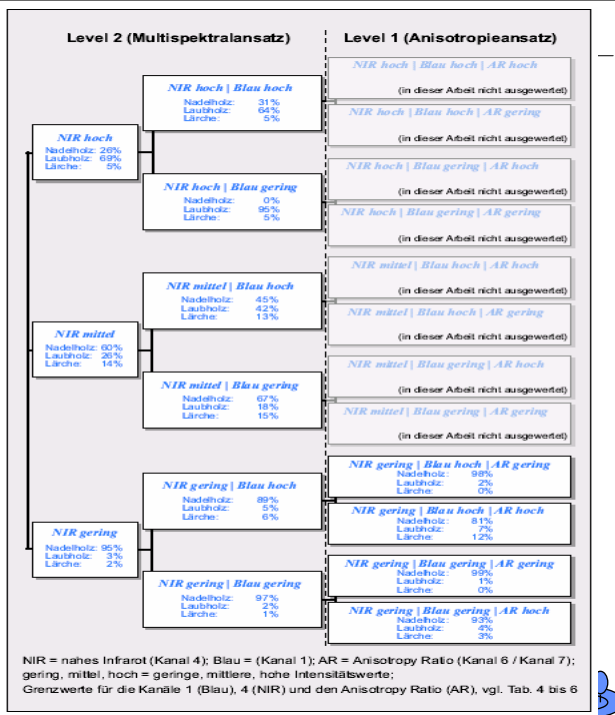 Level 2 (Multispektralansatz)
Level 1 (Anisotropieansatz)
NIR hoch
Nadelholz: 26%
Laubholz: 69%
Lärche: 5%
NIR hoch | Blau hoch
Nadelholz: 31%
Laubholz: 64%
Lärche: 5%
NIR hoch | Blau gering
Nadelholz: 0%
Laubholz: 95%
Lärche: 5%
NIR hoch | Blau hoch | AR hoch
(in dieser Arbeit nicht ausgewertet)
NIR hoch | Blau hoch | AR gering
(in dieser Arbeit nicht ausgewertet)
NIR hoch | Blau gering | AR hoch
(in dieser Arbeit nicht ausgewertet)
NIR hoch | Blau gering | AR gering
(in dieser Arbeit nicht ausgewertet)
NIR mittel
Nadelholz: 60%
Laubholz: 26%
Lärche: 14%
NIR mittel | Blau hoch
Nadelholz: 45%
Laubholz: 42%
Lärche: 13%
NIR mittel | Blau gering
Nadelholz: 67%
Laubholz: 18%
Lärche: 15%
NIR mittel | Blau hoch | AR hoch
(in dieser Arbeit nicht ausgewertet)
NIR mittel | Blau hoch | AR gering
(in dieser Arbeit nicht ausgewertet)
NIR mittel | Blau gering | AR hoch
(in dieser Arbeit nicht ausgewertet)
NIR mittel | Blau gering | AR gering
(in dieser Arbeit nicht ausgewertet)
NIR gering
Nadelholz: 95%
Laubholz: 3%
Lärche: 2%
NIR gering | Blau hoch
Nadelholz: 89%
Laubholz: 5%
Lärche: 6%
NIR gering | Blau gering
Nadelholz: 97%
Laubholz: 2%
Lärche: 1%
NIR gering | Blau hoch | AR gering
Nadelholz: 98%
Laubholz: 2%
Lärche: 0%
NIR gering | Blau hoch | AR hoch
Nadelholz: 81%
Laubholz: 7%
Lärche: 12%
NIR gering | Blau gering | AR gering
Nadelholz: 99%
Laubholz: 1%
Lärche: 0%
NIR gering | Blau gering | AR hoch
Nadelholz: 93%
Laubholz: 4%
Lärche: 3%
NIR = nahes Infrarot (Kanal 4); Blau = (Kanal 1); AR = Anisotropy Ratio (Kanal 6 / Kanal 7);
gering, mittel, hoch = geringe, mittlere, hohe Intensitätswerte;
Grenzwerte für die Kanäle 1 (Blau), 4 (NIR) und den Anisotropy Ratio (AR), vgl. Tab. 4 bis 6